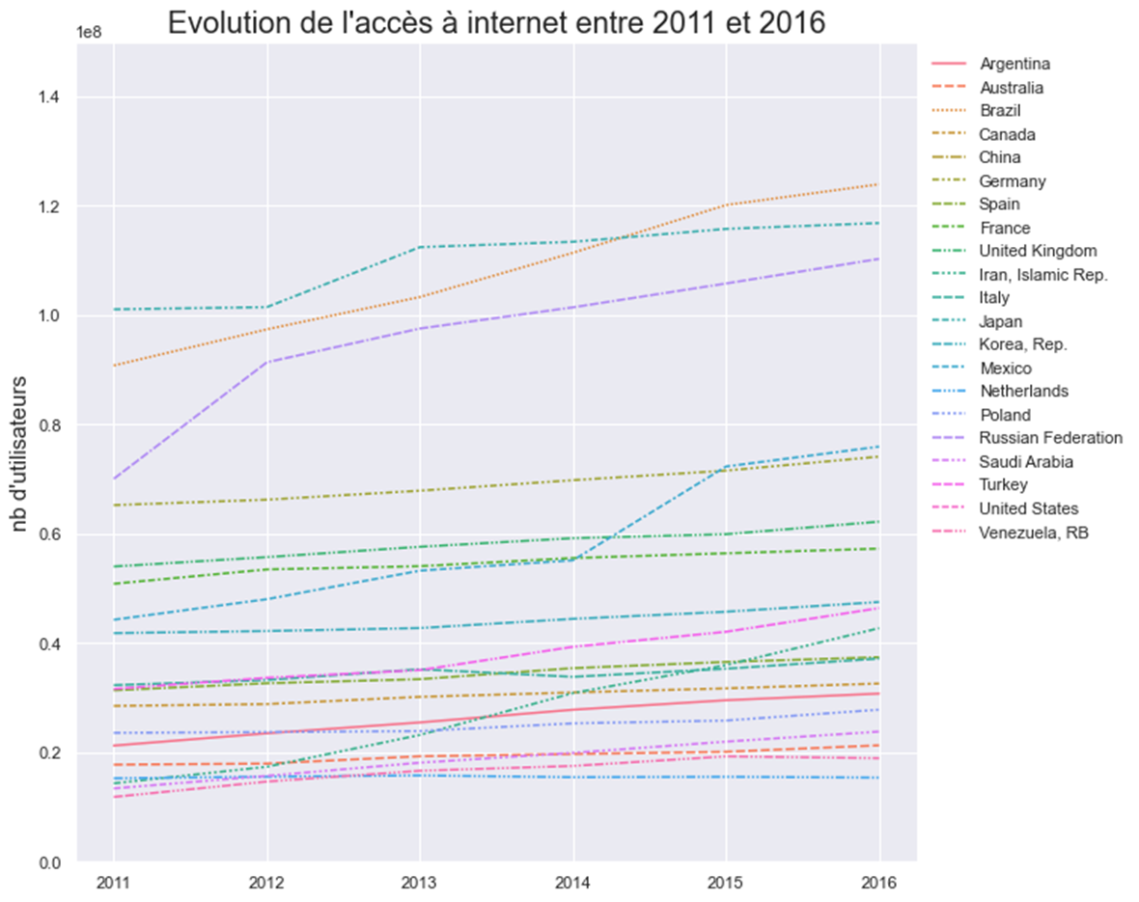 Evolution de l'accès à internet entre 2011 et 2016
1e8
1.4
1.2
1.0
0.8
0.6
0.4
0.2
0.0
nb d'utilisateurs
2011 2012 2013 2014 2015 2016
Argentina
Australia
Brazil
Canada
China
Germany
Spain
France
United Kingdom
Iran, Islamic Rep.
Italy
Japan
Korea, Rep.
Mexico
Netherlands
Poland
Russian Federation
Saudi Arabia
Turkey
United States
Venezuela, RB